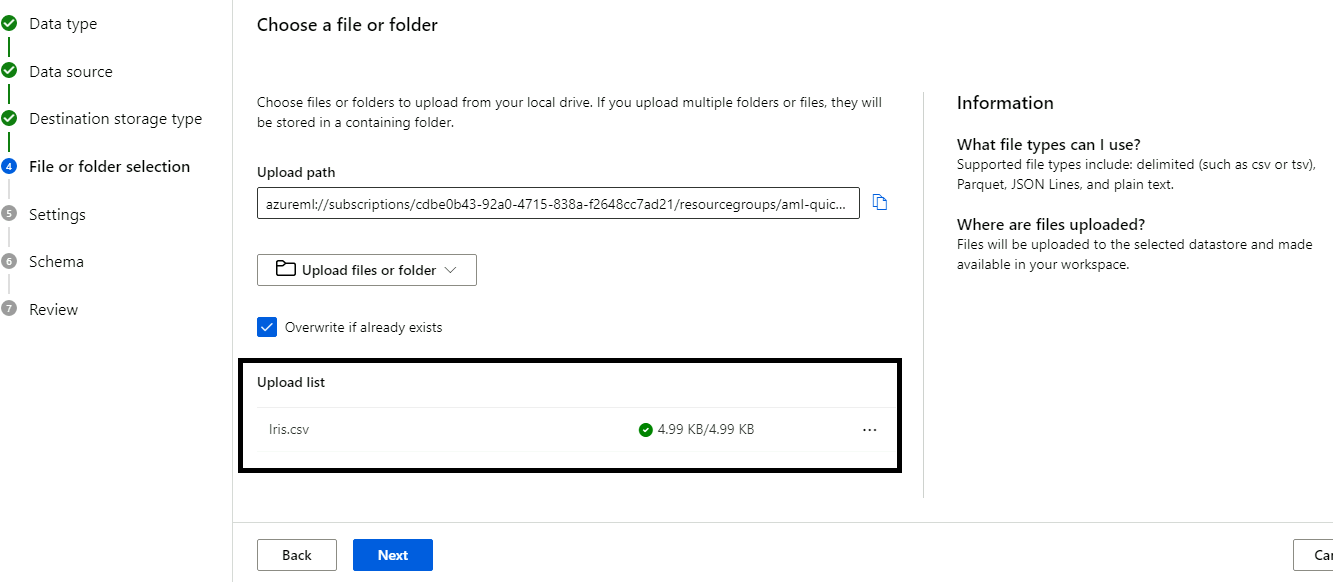 Data type
Data source
Destination storage type
4 File or folder selection
5 Settings
6 Schema
7 Review
Choose a file or folder
Choose files or folders to upload from your local drive. If you upload multiple folders or files, they will
be stored in a containing folder.
Upload path
azureml://subscriptions/cdbe0b43-92a0-4715-838a-f2648cc7ad21/resourcegroups/aml-quic...
Upload files or folder
Overwrite if already exists
Upload list
Iris.csv 4.99 KB/4.99 KB ...
Information
What file types can I use?
Supported file types include: delimited (such as csv or tsv),
Parquet, JSON Lines, and plain text.
Where are files uploaded?
Files will be uploaded to the selected datastore and made
available in your workspace.
Back Next